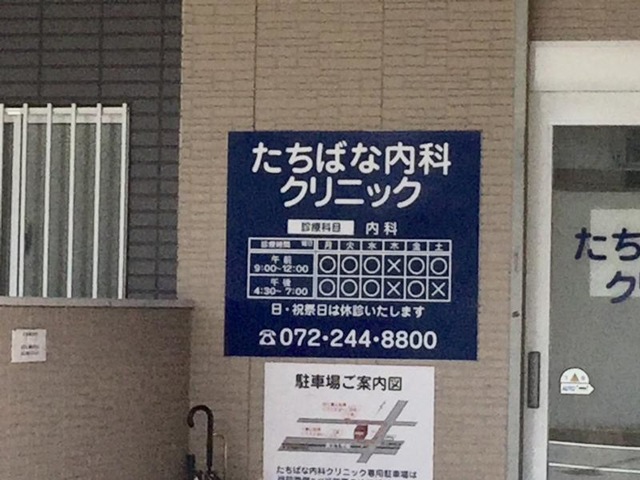 たちばな内科
クリニック
診療科目 内科
診療時間 曜日 月 火 水 木 金 土
午前 9:00~12:00 ○ ○ ○ × ○ ○
午後 4:30~7:00 ○ ○ ○ × ○ ×
日・祝祭日は休診いたします
☎072・244・8800
駐車場ご案内図
たちばな内科クリニック専用駐車場は
たち
ク
AUTO